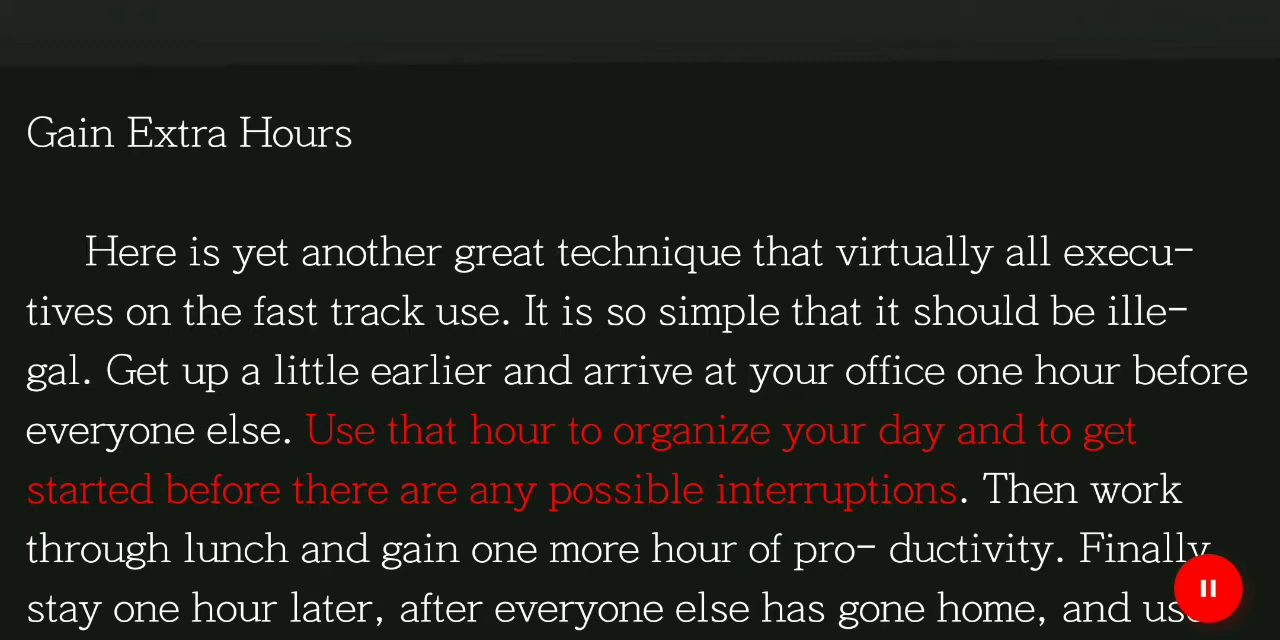 Gain Extra Hours
Here is yet another great technique that virtually all execu-
tives on the fast track use. It is so simple that it should be ille-
gal. Get up a little earlier and arrive at your office one hour before
everyone else. Use that hour to organize your day and to get
started before there are any possible interruptions. Then work
through lunch and gain one more hour of pro- ductivity. Finally
stay one hour later, after everyone else has gone home, and